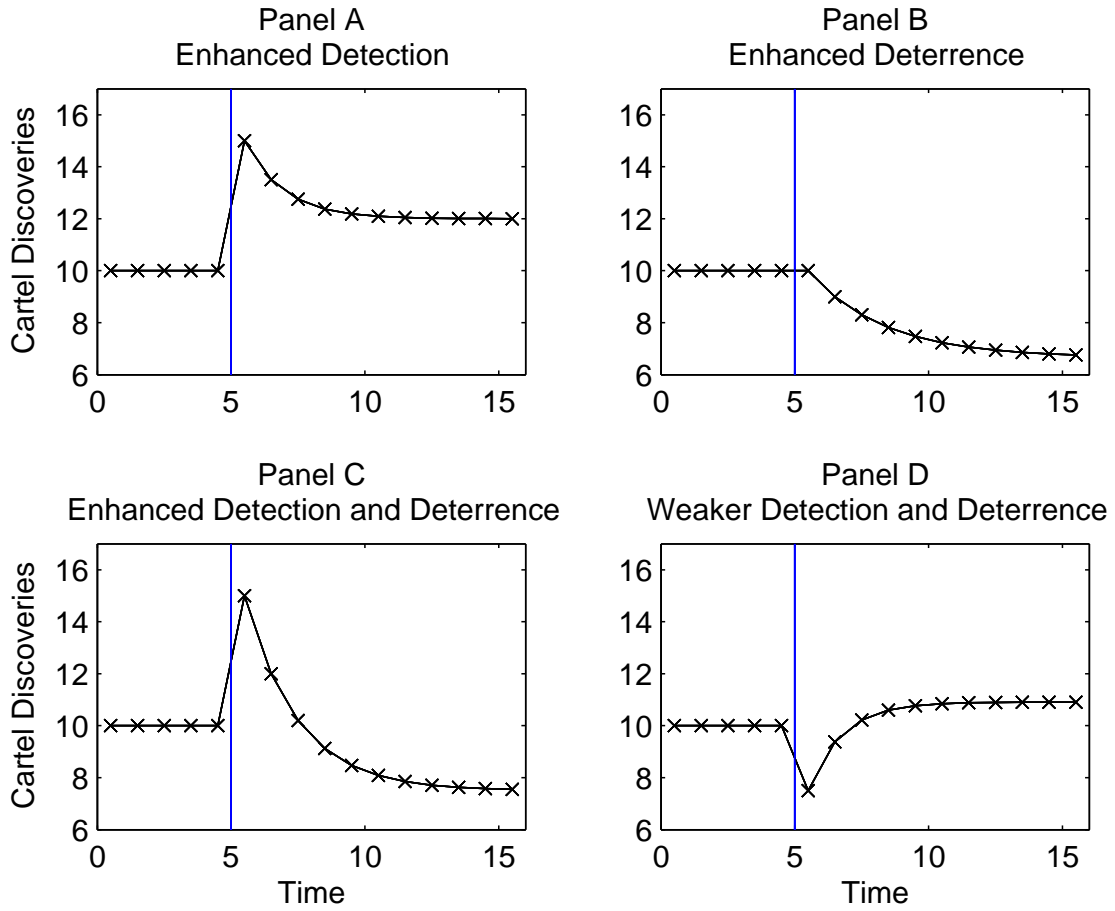 Panel A
Enhanced Detection
Cartel Discoveries
16
14
12
10
8
6
0 5 10 15
Panel B
Enhanced Deterrence
16
14
12
10
8
6
0 5 10 15
Panel C
Enhanced Detection and Deterrence
Cartel Discoveries
16
14
12
10
8
6
0 5 10 15
Time
Panel D
Weaker Detection and Deterrence
16
14
12
10
8
6
0 5 10 15
Time